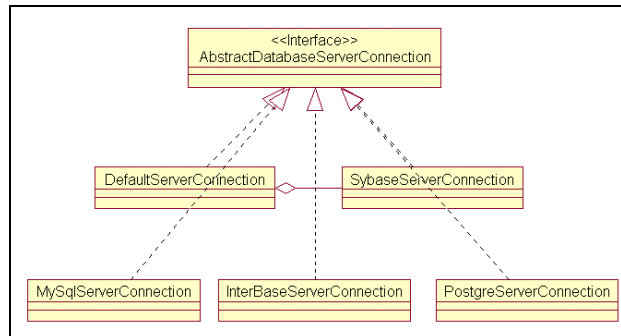 <<Interface>>
AbstractDatabaseServerConnection
DefaultServerConnection
SybaseServerConnection
MySqlServerConnection
InterBaseServerConnection
PostgreServerConnection